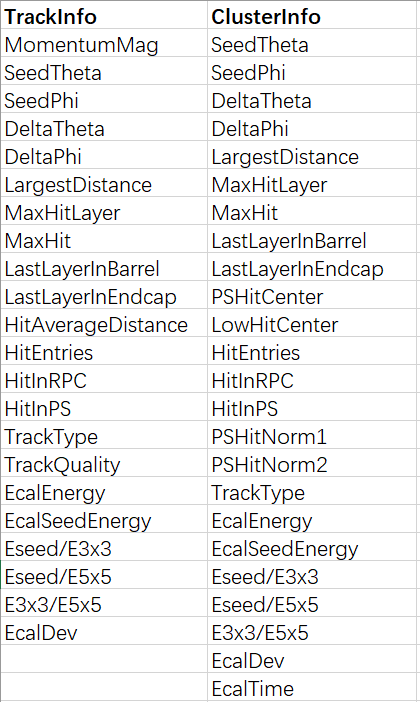 TrackInfo ClusterInfo
MomentumMag SeedTheta
SeedTheta SeedPhi
SeedPhi DeltaTheta
DeltaTheta DeltaPhi
DeltaPhi LargestDistance
LargestDistance MaxHitLayer
MaxHitLayer MaxHit
MaxHit LastLayerInBarrel
LastLayerInBarrel LastLayerInEndcap
LastLayerInEndcap PSHitCenter
HitAverageDistance LowHitCenter
HitEntries HitEntries
HitInRPC HitInRPC
HitInPS HitInPS
TrackType PSHitNorm1
TrackQuality PSHitNorm2
EcalEnergy TrackType
EcalSeedEnergy EcalEnergy
Eseed/E3x3 EcalSeedEnergy
Eseed/E5x5 Eseed/E3x3
E3x3/E5x5 Eseed/E5x5
EcalDev E3x3/E5x5
EcalDev
EcalTime